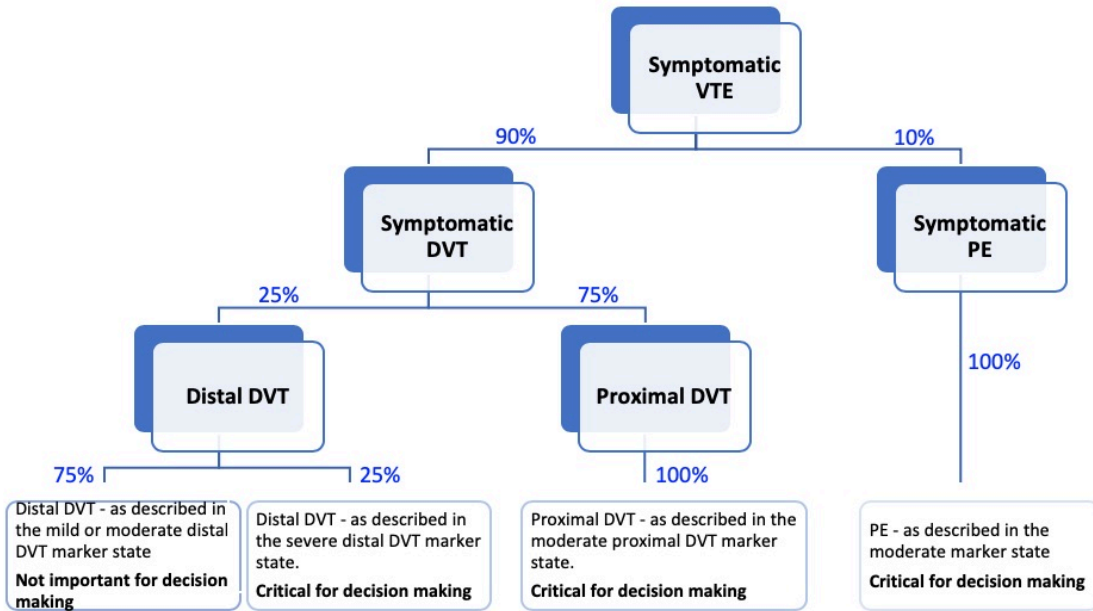 Symptomatic
VTE
90%
10%
Symptomatic
DVT
Symptomatic
PE
25%
75%
100%
Distal DVT
Proximal DVT
75%
25%
100%
Distal DVT - as described in
the mild or moderate distal
DVT marker state
Not important for decision
making
Distal DVT - as described in
the severe distal DVT marker
state.
Critical for decision making
Proximal DVT - as described in the
moderate proximal DVT marker
state.
Critical for decision making
PE - as described in the
moderate marker state
Critical for decision making